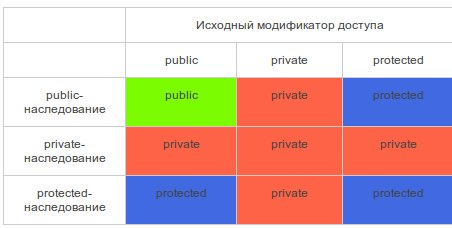 Исходный модификатор доступа
public private protected
public-
наследование
public private protected
private-
наследование
private private private
protected-
наследование
protected private protected